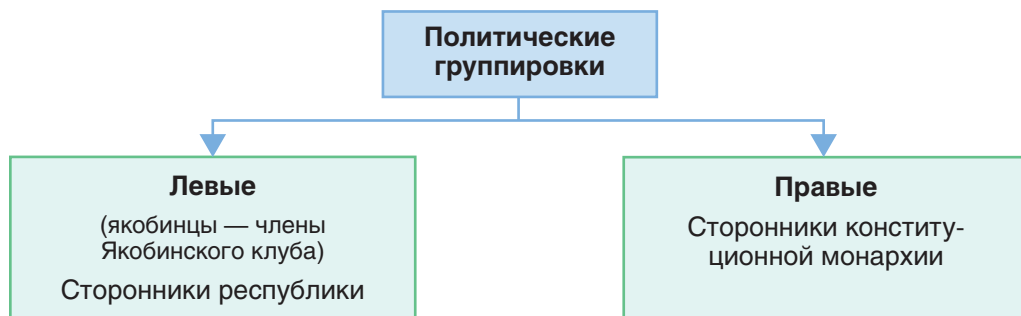 Политические
группировки
Левые
(якобинцы — члены
Якобинского клуба)
Сторонники республики
Правые
Сторонники конститу-
ционной монархии